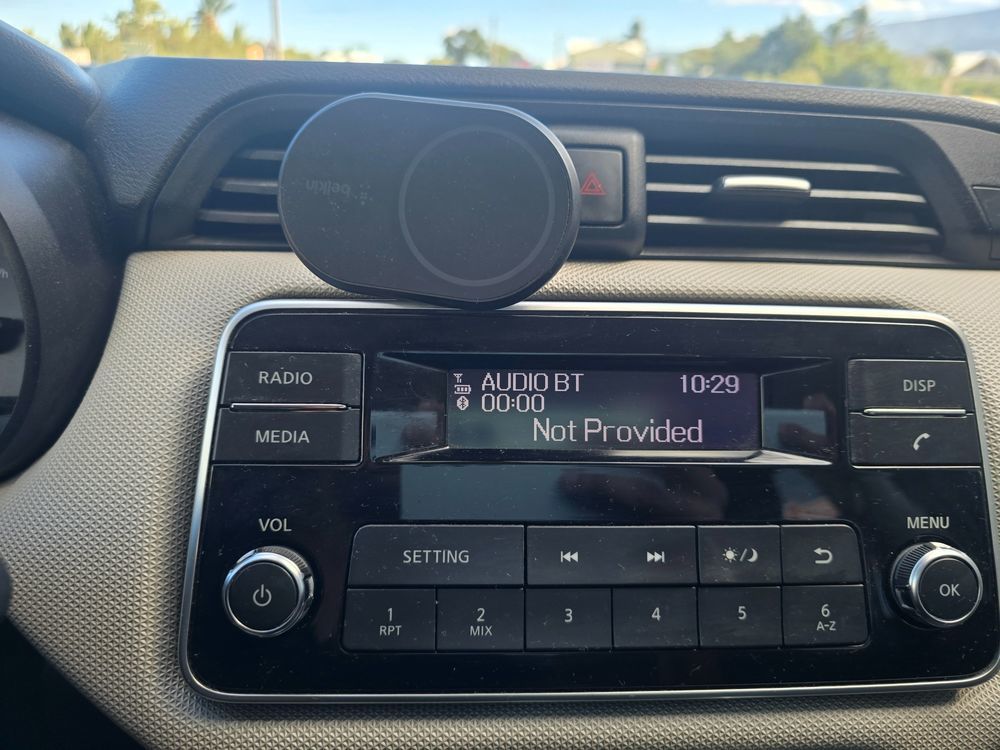 belkin
RADIO
MEDIA
AUDIO BT 10:29
00:00
Not Provided
DISP
VOL
MENU
SETTING
OK
1 2 3 4 5 6
RPT MIX A-Z